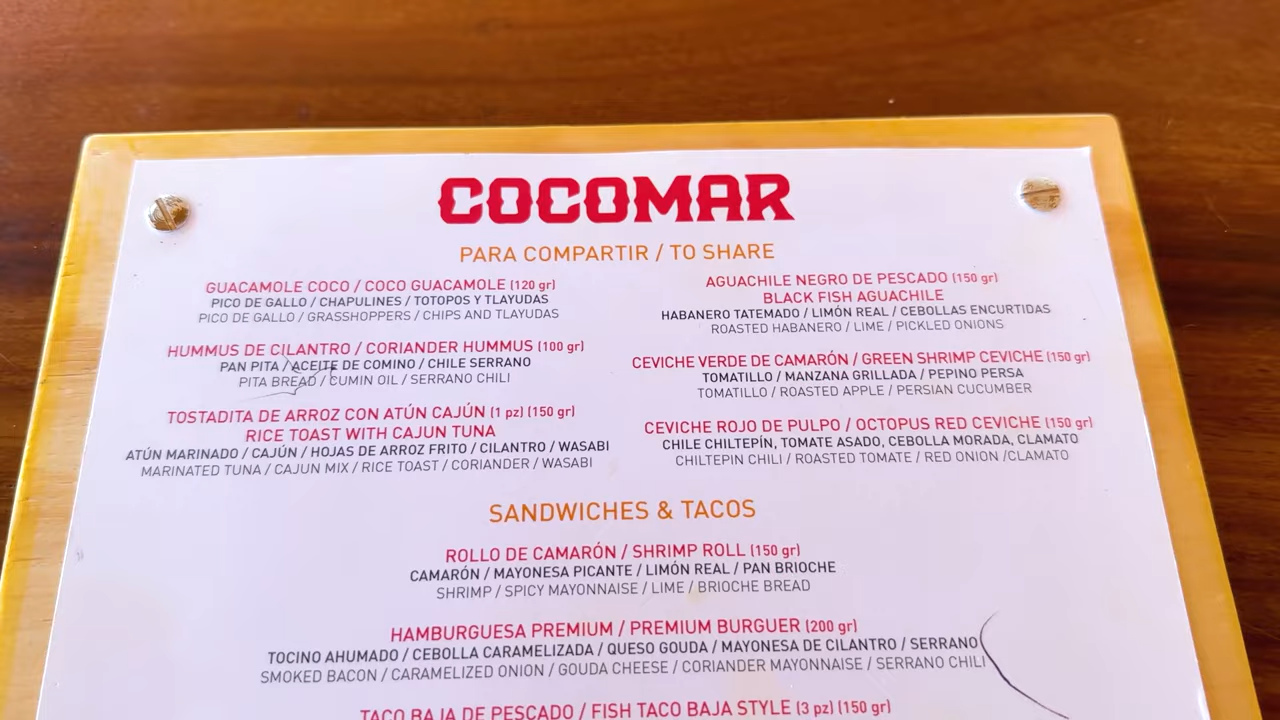 COCOMAR
PARA COMPARTIR / TO SHARE
GUACAMOLE COCO / COCO GUACAMOLE (120 gr)
PICO DE GALLO / CHAPULINES / TOTOPOS Y TLAYUDAS
PICO DE GALLO / GRASSHOPPERS / CHIPS AND TLAYUDAS
HUMMUS DE CILANTRO / CORIANDER HUMMUS (100 gr)
PAN PITA / ACEITE DE COMINO / CHILE SERRANO
PITA BREAD / CUMIN OIL / SERRANO CHILI
TOSTADITA DE ARROZ CON ATÚN CAJÚN (1 pz) (150 gr)
RICE TOAST WITH CAJUN TUNA
ATÚN MARINADO / CAJÚN / HOJAS DE ARROZ FRITO / CILANTRO / WASABI
MARINATED TUNA / CAJUN MIX / RICE TOAST / CORIANDER / WASABI
AGUACHILE NEGRO DE PESCADO (150 gr)
BLACK FISH AGUACHILE
HABANERO TATEMADO / LIMÓN REAL / CEBOLLAS ENCURTIDAS
ROASTED HABANERO / LIME / PICKLED ONIONS
CEVICHE VERDE DE CAMARÓN / GREEN SHRIMP CEVICHE (150 gr)
TOMATILLO / MANZANA GRILLADA / PEPINO PERSA
TOMATILLO / ROASTED APPLE / PERSIAN CUCUMBER
CEVICHE ROJO DE PULPO / OCTOPUS RED CEVICHE (150 gr)
CHILE CHILTEPÍN, TOMATE ASADO, CEBOLLA MORADA, CLAMATO
CHILTEPIN CHILI / ROASTED TOMATO / RED ONION /CLAMATO
SANDWICHES & TACOS
ROLLO DE CAMARÓN / SHRIMP ROLL (150 gr)
CAMARÓN / MAYONESA PICANTE / LIMÓN REAL / PAN BRIOCHE
SHRIMP / SPICY MAYONNAISE / LIME / BRIOCHE BREAD
HAMBURGUESA PREMIUM / PREMIUM BURGUER (200 gr)
TOCINO AHUMADO / CEBOLLA CARAMELIZADA / QUESO GOUDA / MAYONESA DE CILANTRO / SERRANO
SMOKED BACON / CARAMELIZED ONION / GOUDA CHEESE / CORIANDER MAYONNAISE / SERRANO CHILI
TACO BAJA DE PESCADO / FISH TACO BAJA STYLE (3 pz) (150 gr)